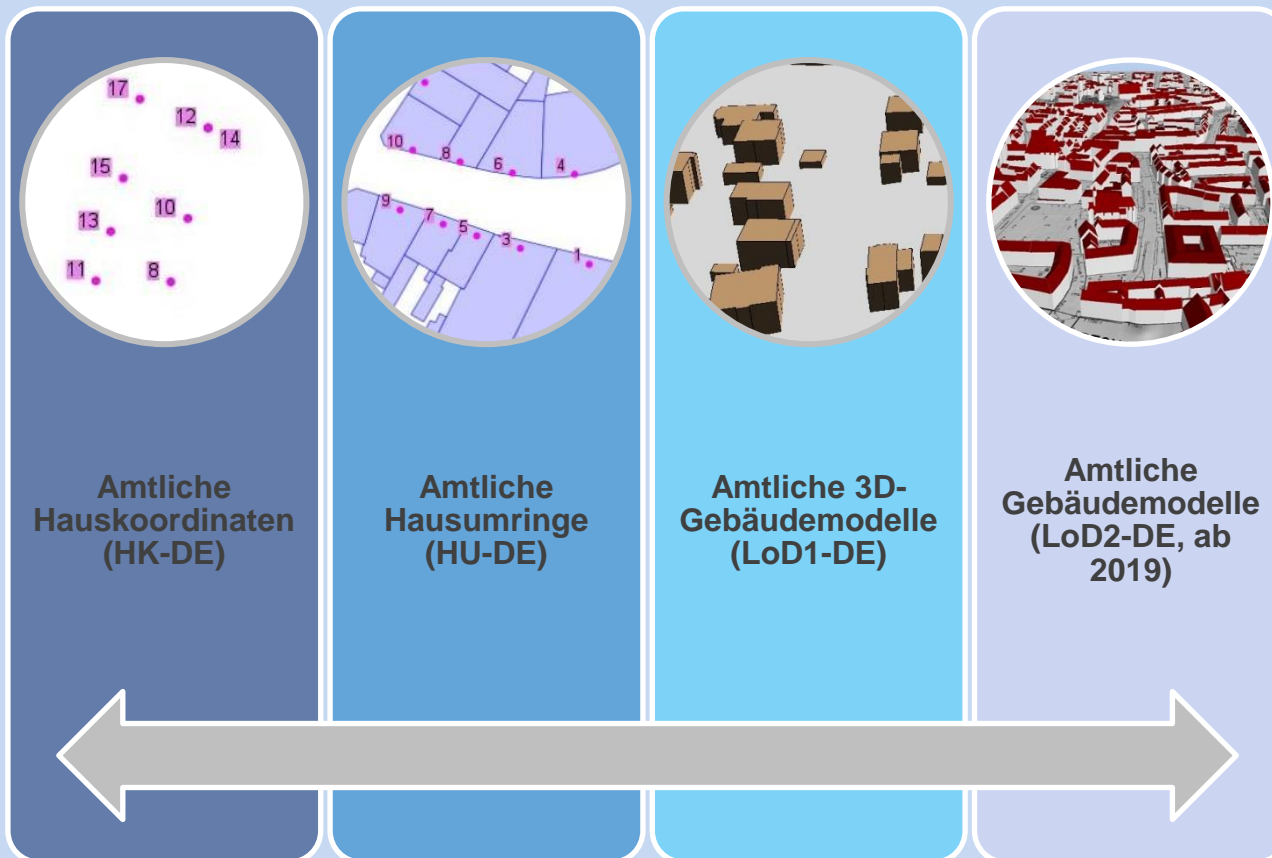 17
12
14
15
10
13
11
8
10
8
6
4
9
7
5
3
1
Amtliche
Hauskoordinaten
(HK-DE)
Amtliche
Hausumringe
(HU-DE)
Amtliche 3D-
Gebäudemodelle
(LoD1-DE)
Amtliche
Gebäudemodelle
(LoD2-DE, ab
2019)